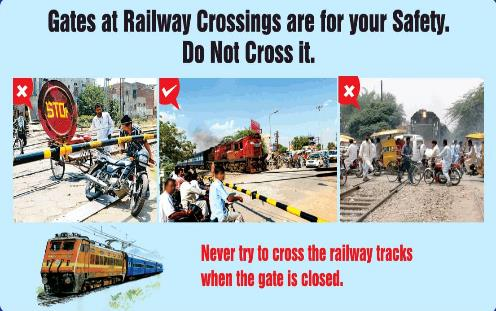 Gates at Railway Crossings are for your Safety.
Do Not Cross it.
STOP
Never try to cross the railway tracks
when the gate is closed.